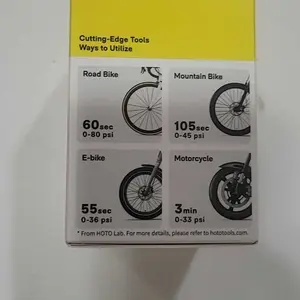 Cutting-Edge Tools
Ways to Utilize
Road Bike
60sec
0-80 psi
Mountain Bike
105sec
0-45 psi
E-bike
55sec
0-36 psi
Motorcycle
3min
0-33 psi
* From HOTO Lab. For more details, please refer to hototools.com.